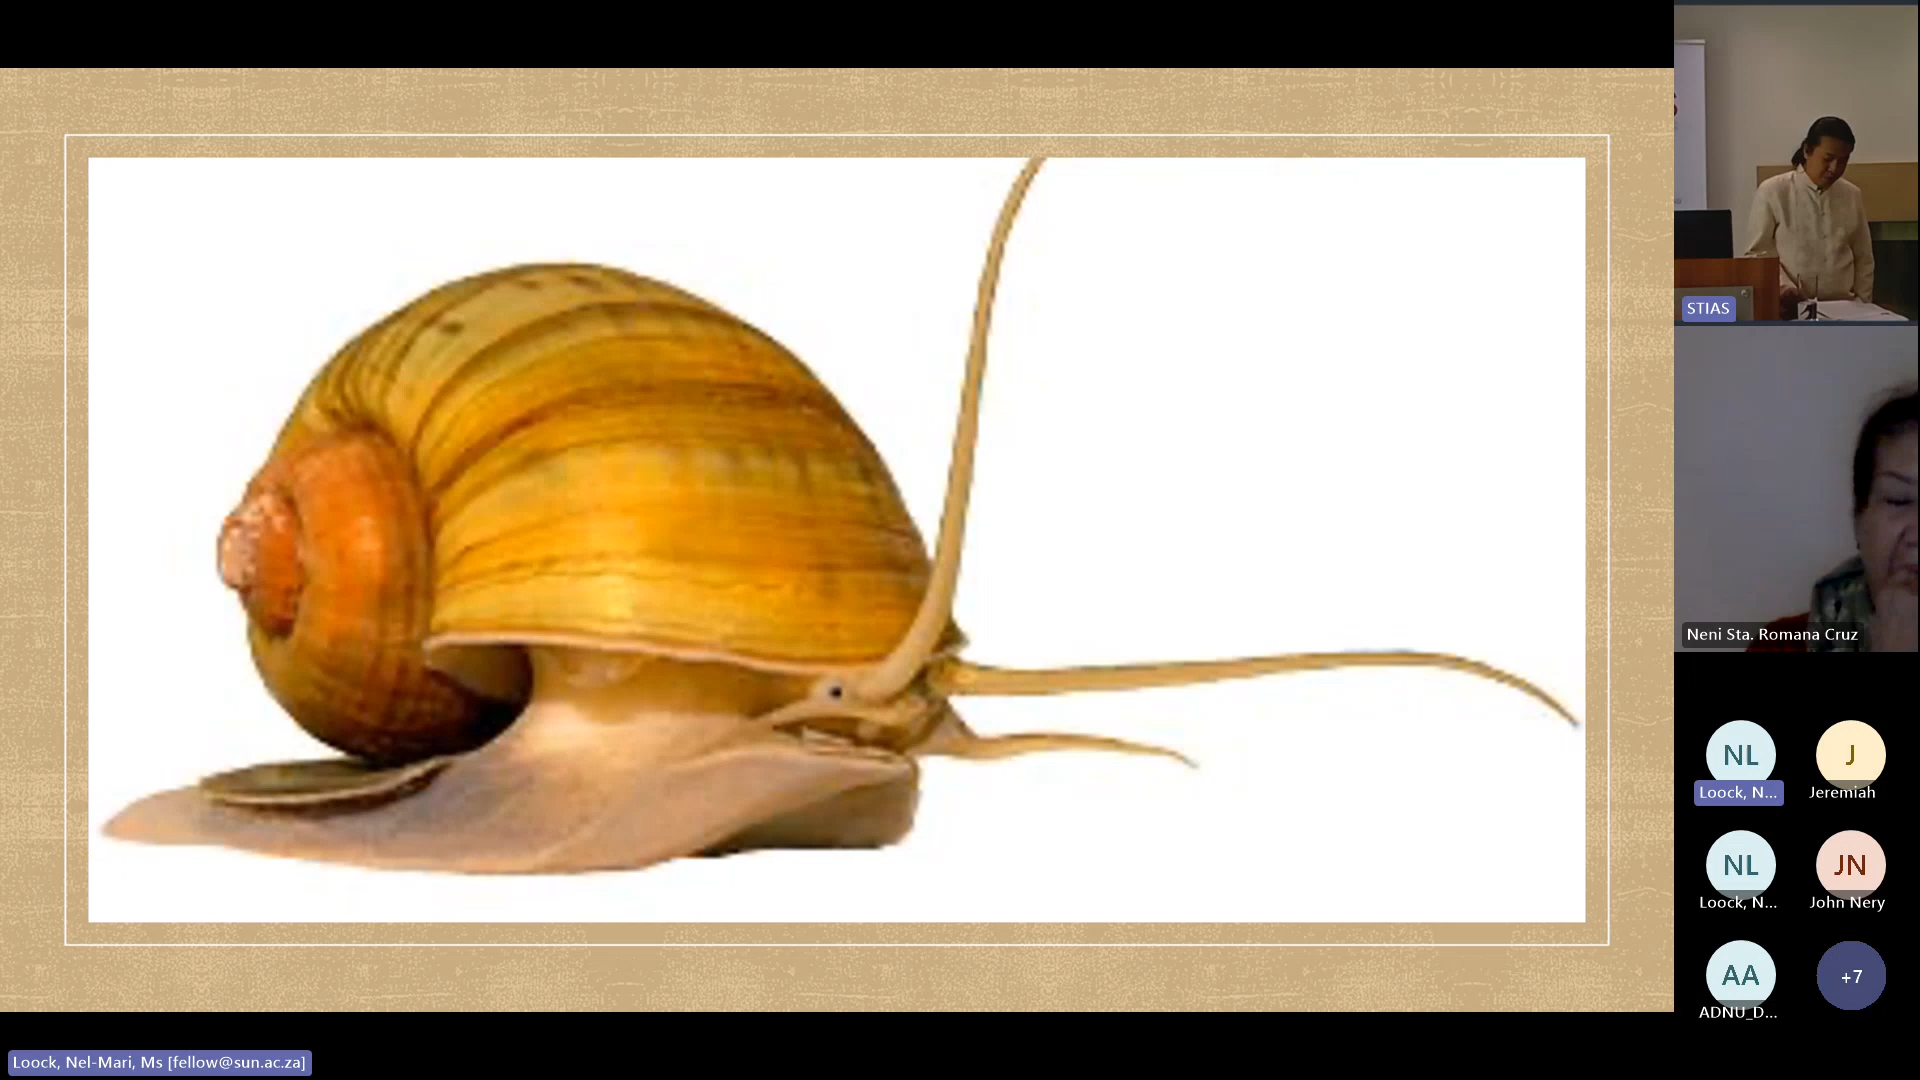 STIAS
Neni Sta. Romana Cruz
NL
J
Loock, N...
Jeremiah
NL
JN
Loock, N...
John Nery
AA
+7
ADNU_D...
Loock, Nel-Mari, Ms [fellow@sun.ac.za]